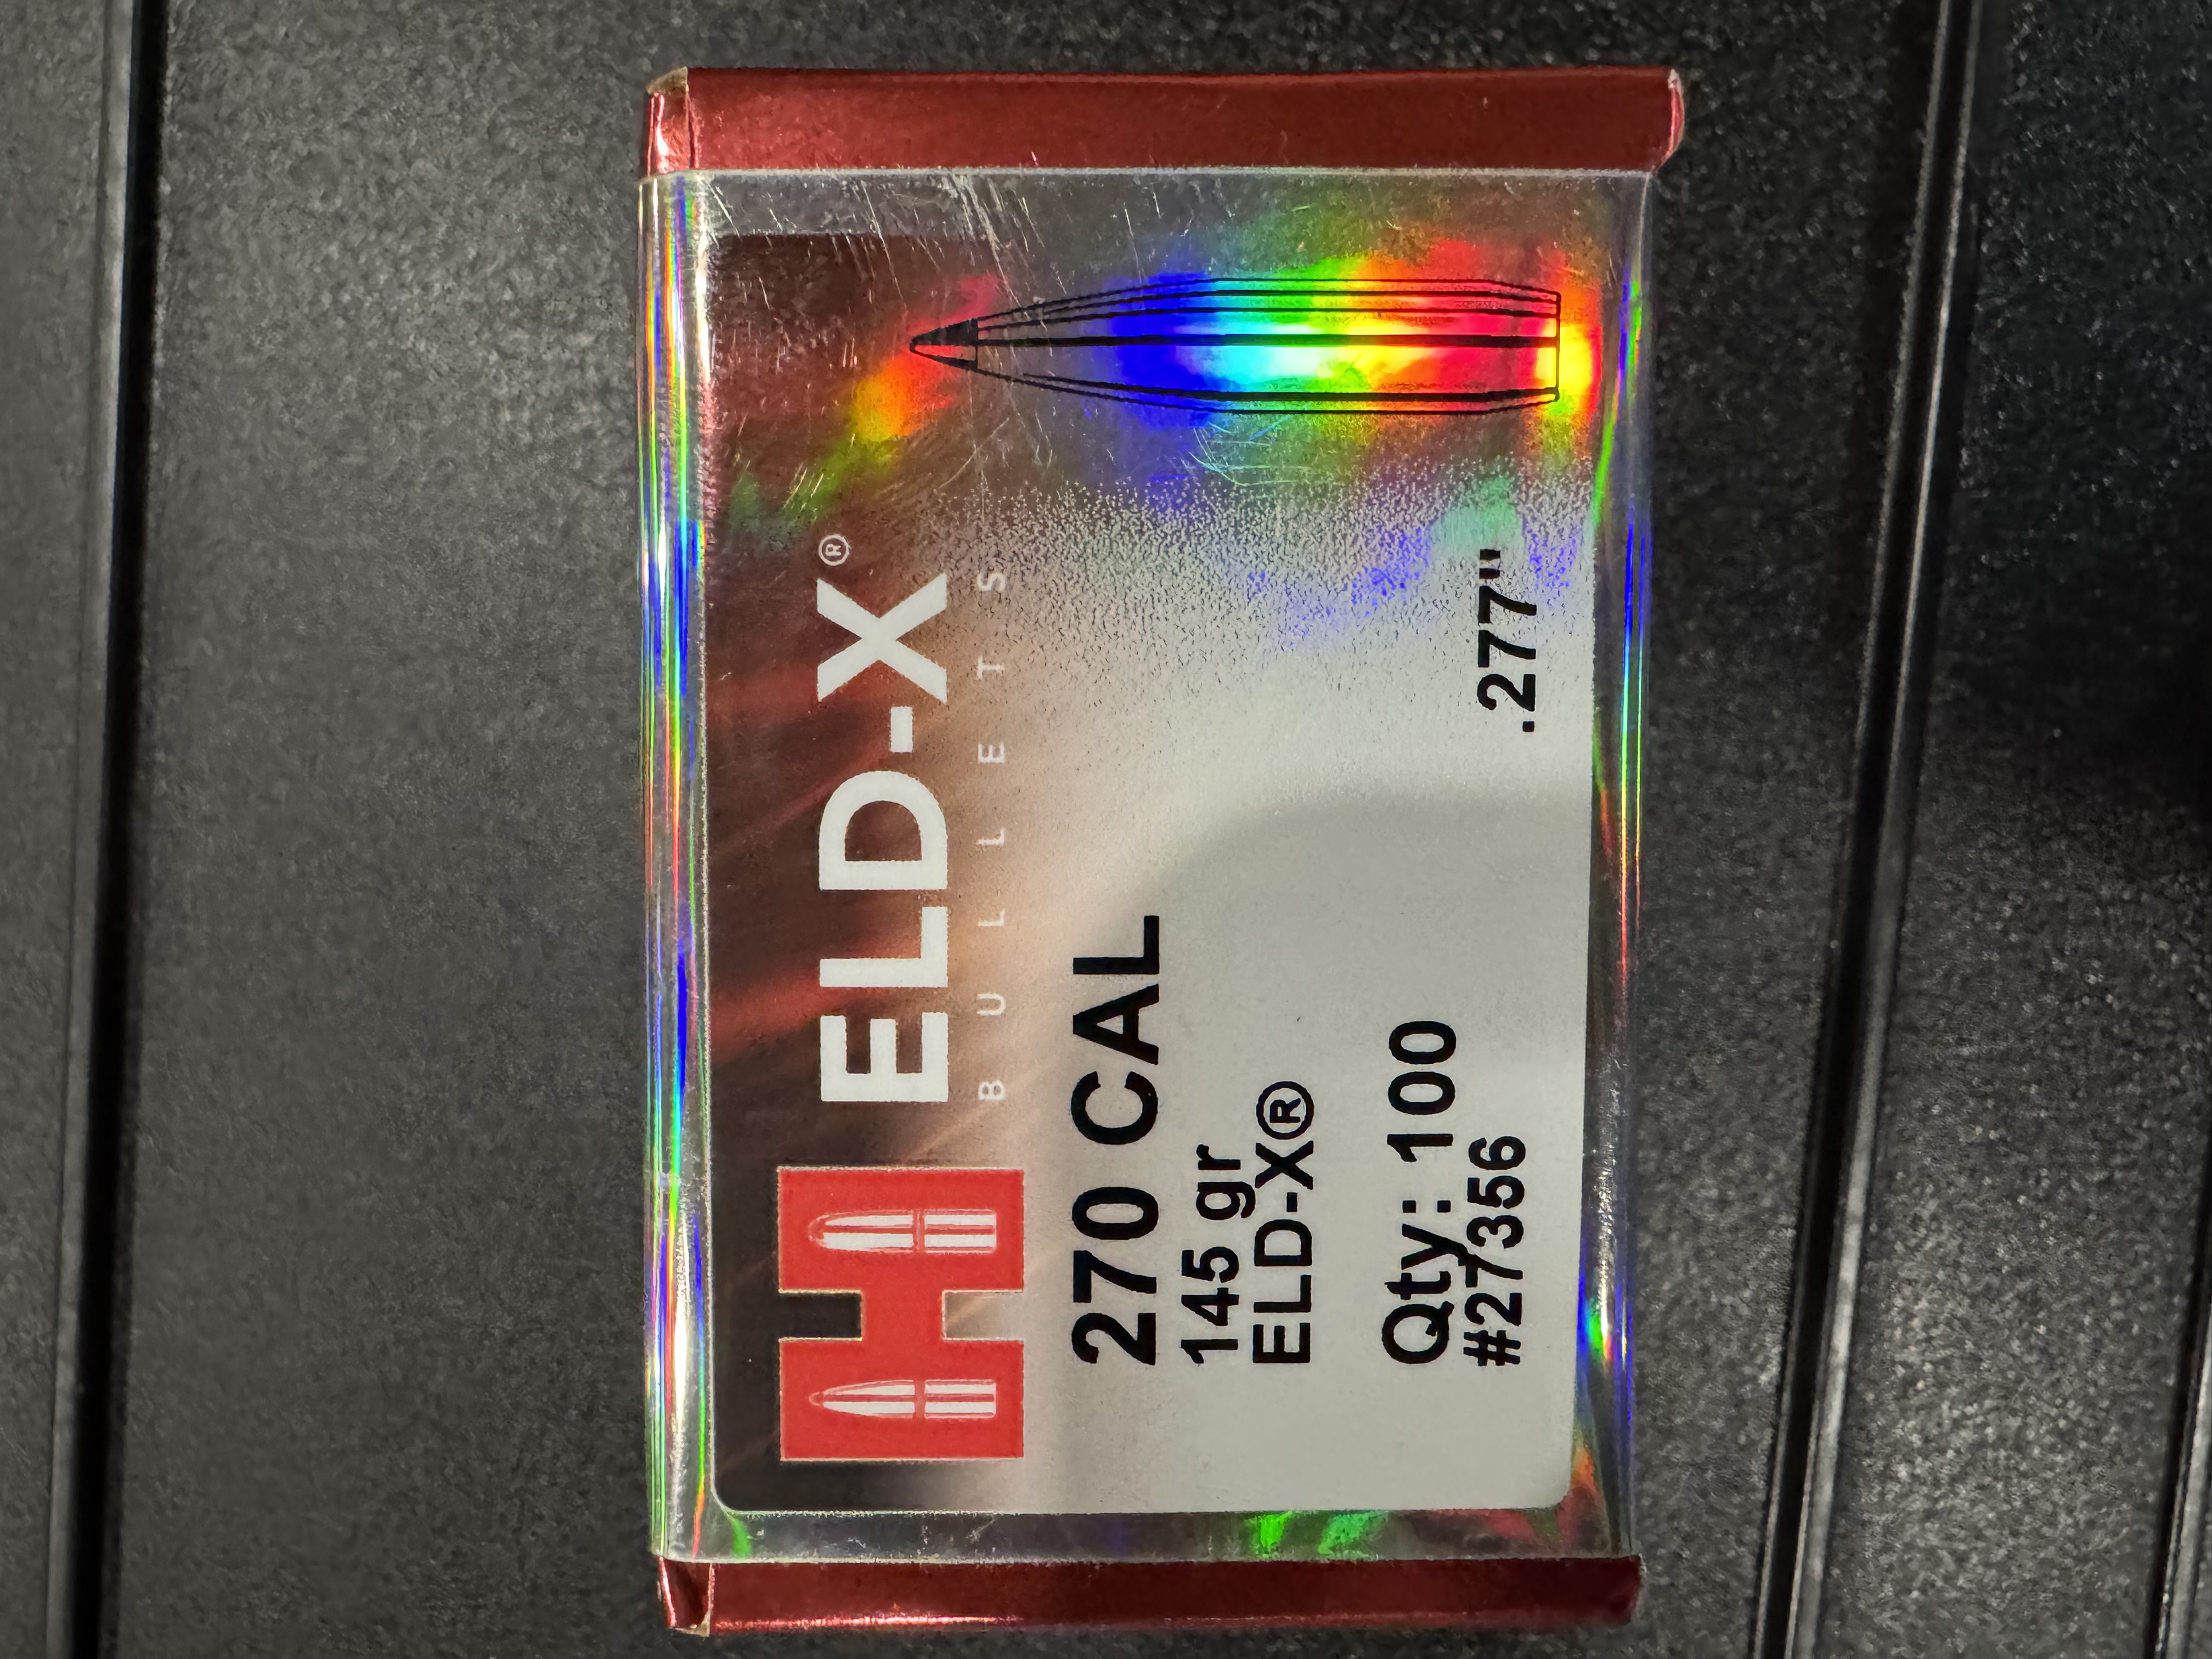 ELD-X®
BULLETS
270 CAL
145 gr
ELD-X®
Qty: 100
#27356
.277"